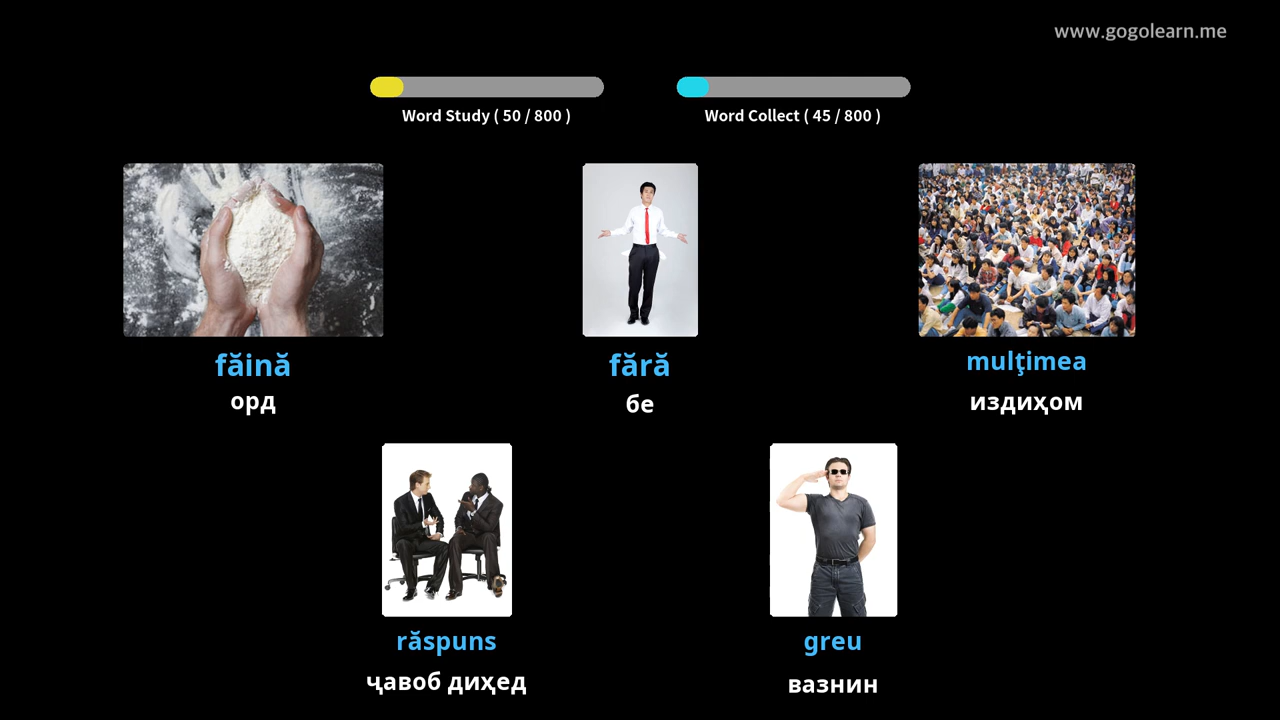 www.gogolearn.me
Word Study ( 50 / 800 )
Word Collect ( 45 / 800 )
făină
fără
mulţimea
орд
бе
издиҳом
răspuns
greu
ҷавоб диҳед
вазнин